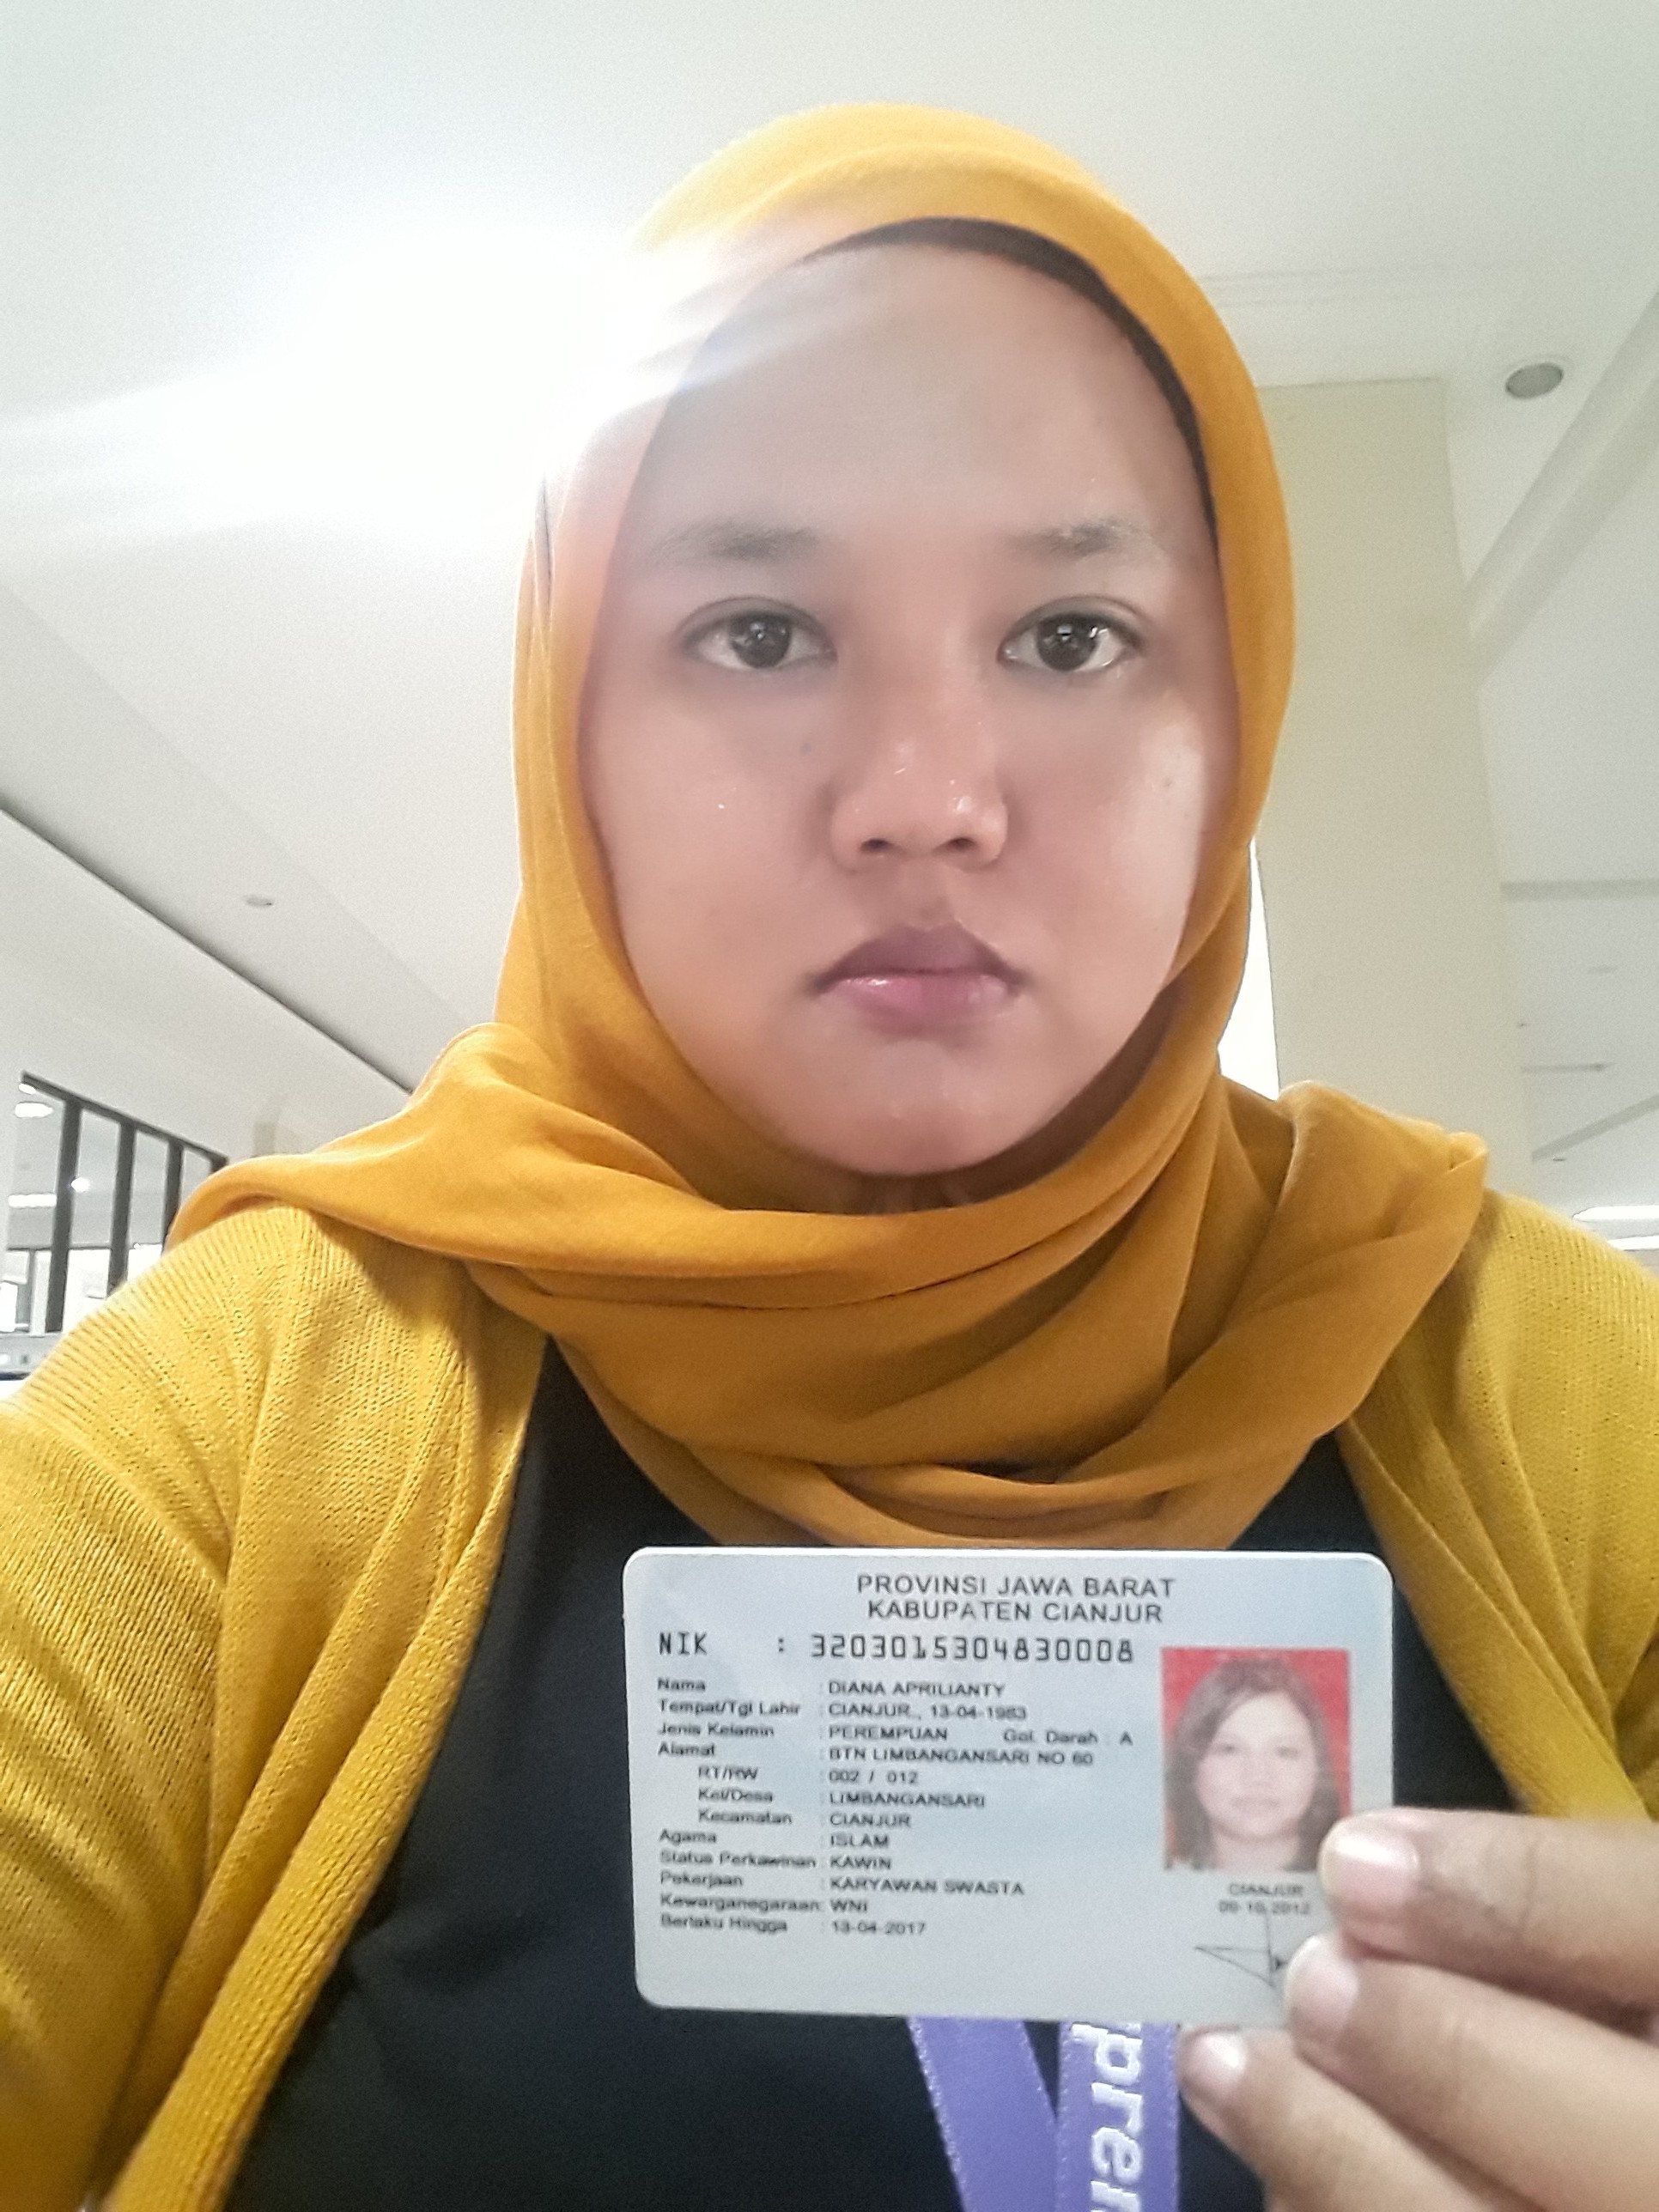 PROVINSI JAWA BARAT
KABUPATEN CIANJUR
NIK : 3203015304830008
Nama : DIANA APRILIANTY
Tempat/Tgl Lahir : CIANJUR, 13-04-1983
Jenis Kelamin : PEREMPUAN Gol. Darah : A
Alamat : BTN LIMBANGANSARI NO 60
RT/RW : 002 / 012
Kel/Desa : LIMBANGANSARI
Kecamatan : CIANJUR
Agama : ISLAM
Status Perkawinan : KAWIN
Pekerjaan : KARYAWAN SWASTA
Kewarganegaraan: WNI
Berlaku Hingga : 13-04-2017
CIANJUR
09-10-2012